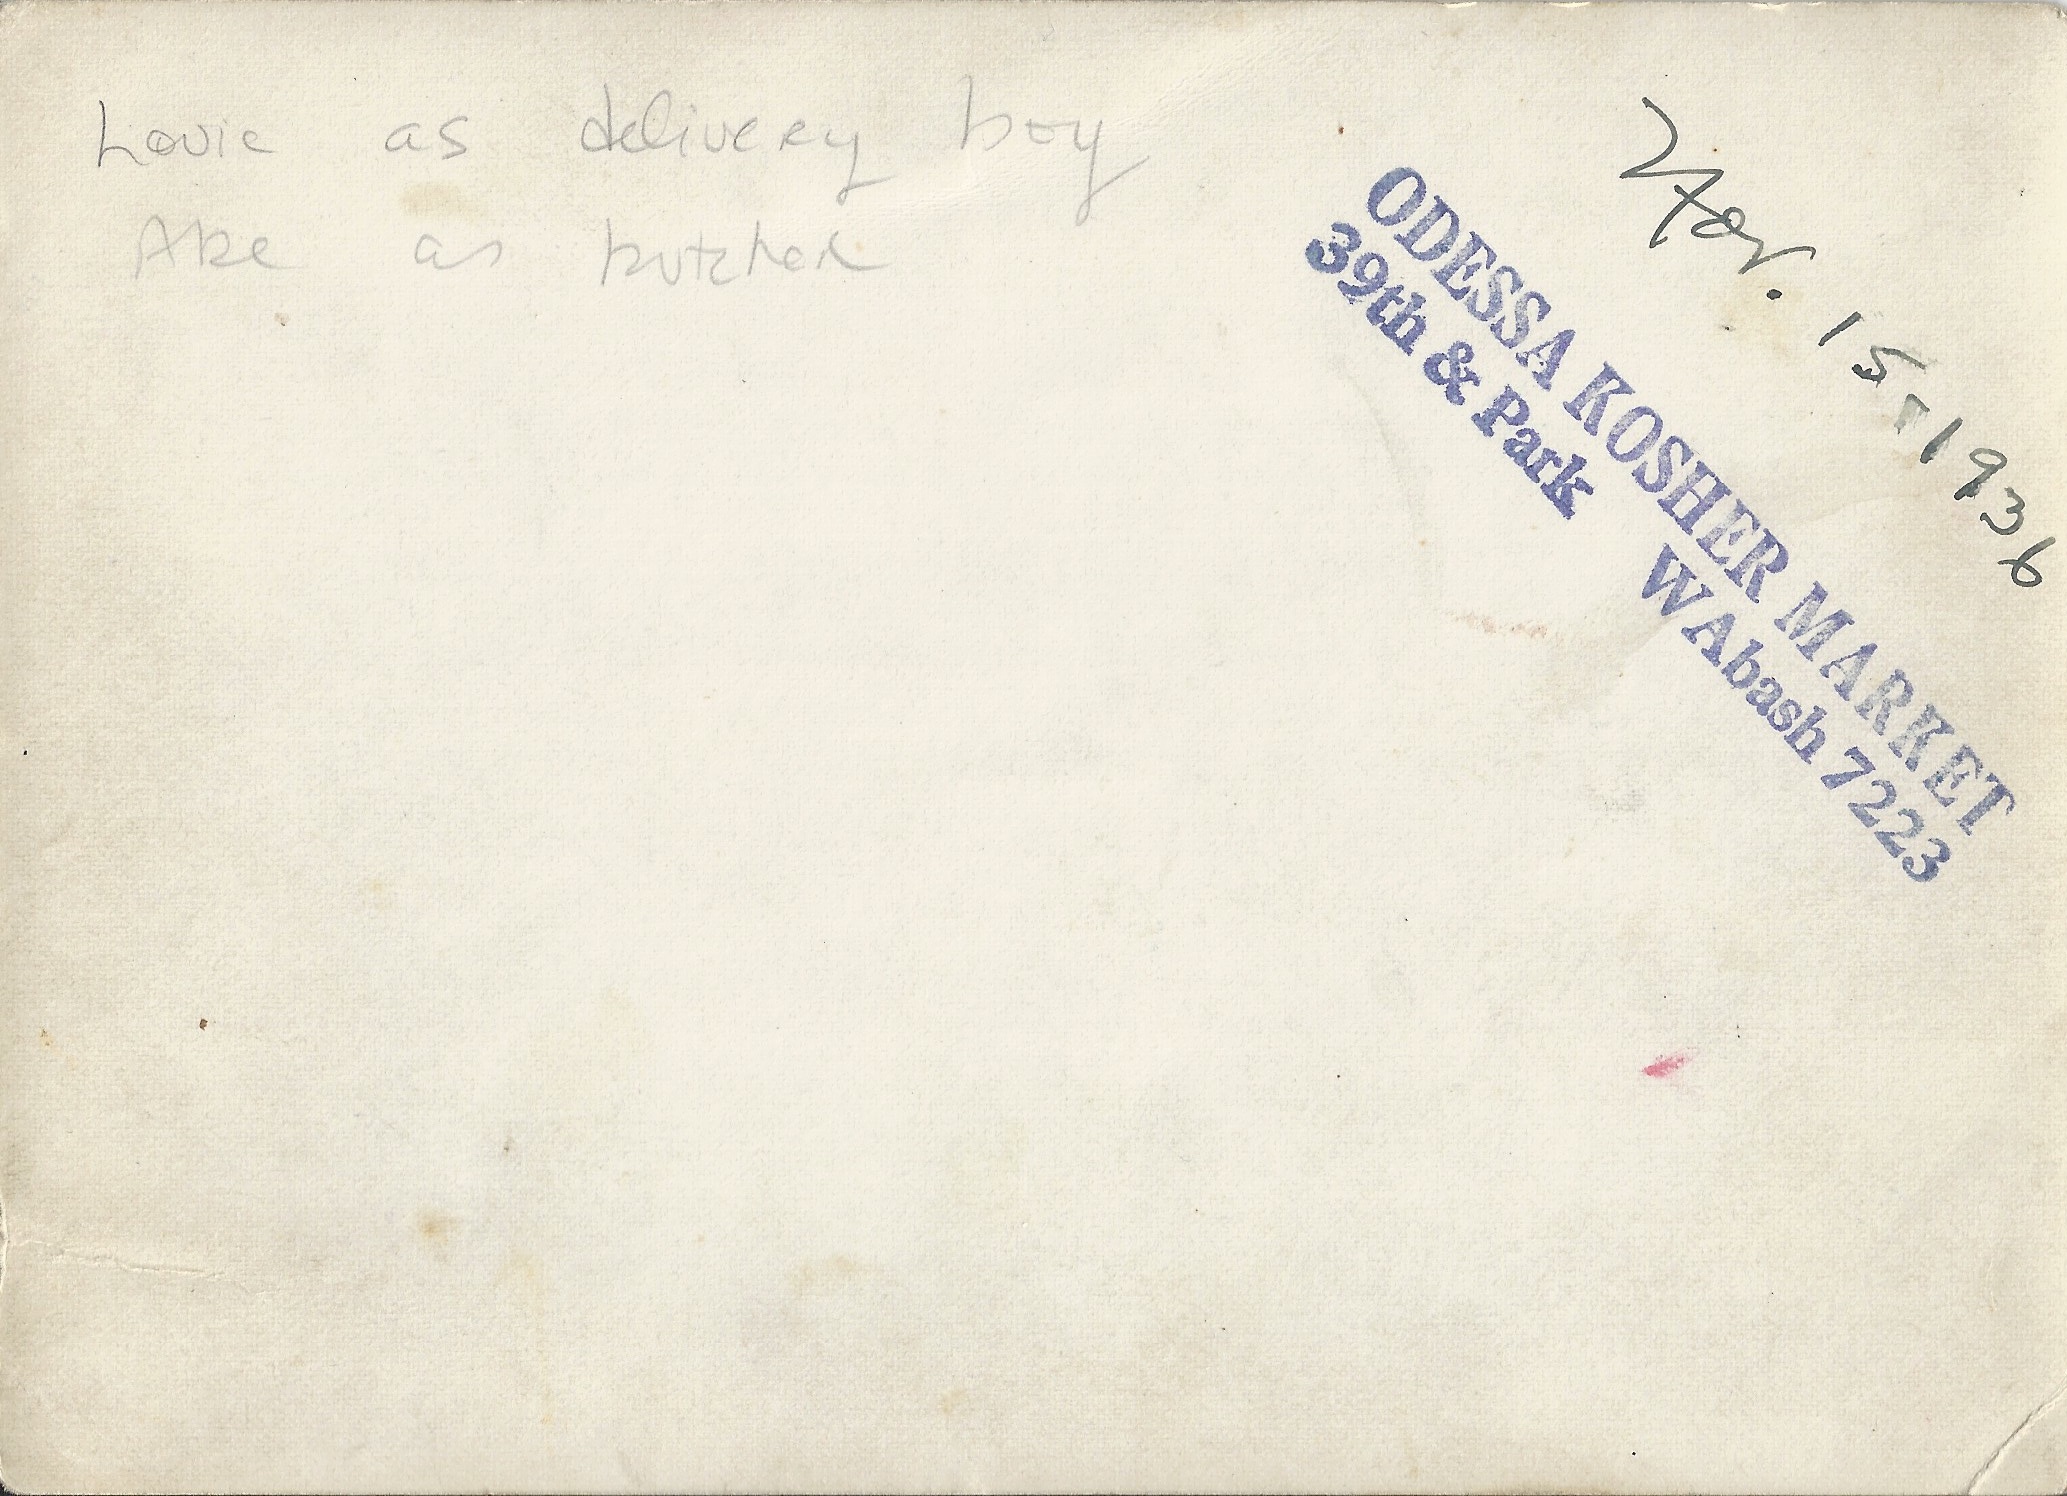 Louie as delivery boy
Abe as butcher
Nov. 15-1936
ODESSA KOSHER MARKET
39th & Park WAbash 7223